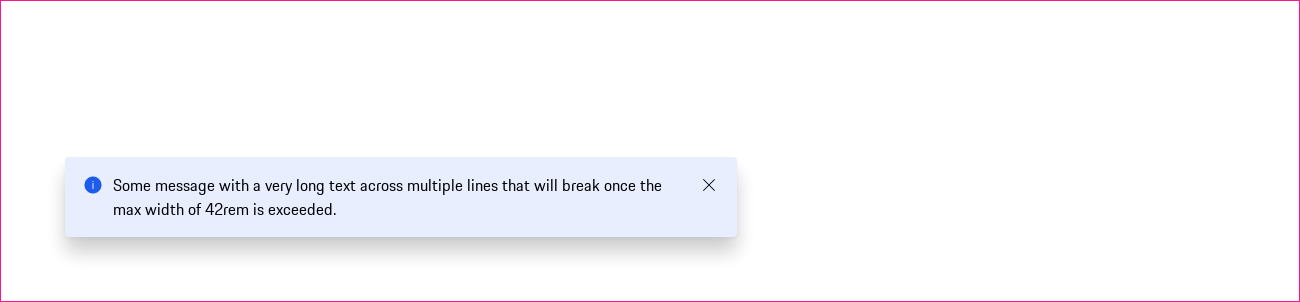 Some message with a very long text across multiple lines that will break once the
max width of 42rem is exceeded.